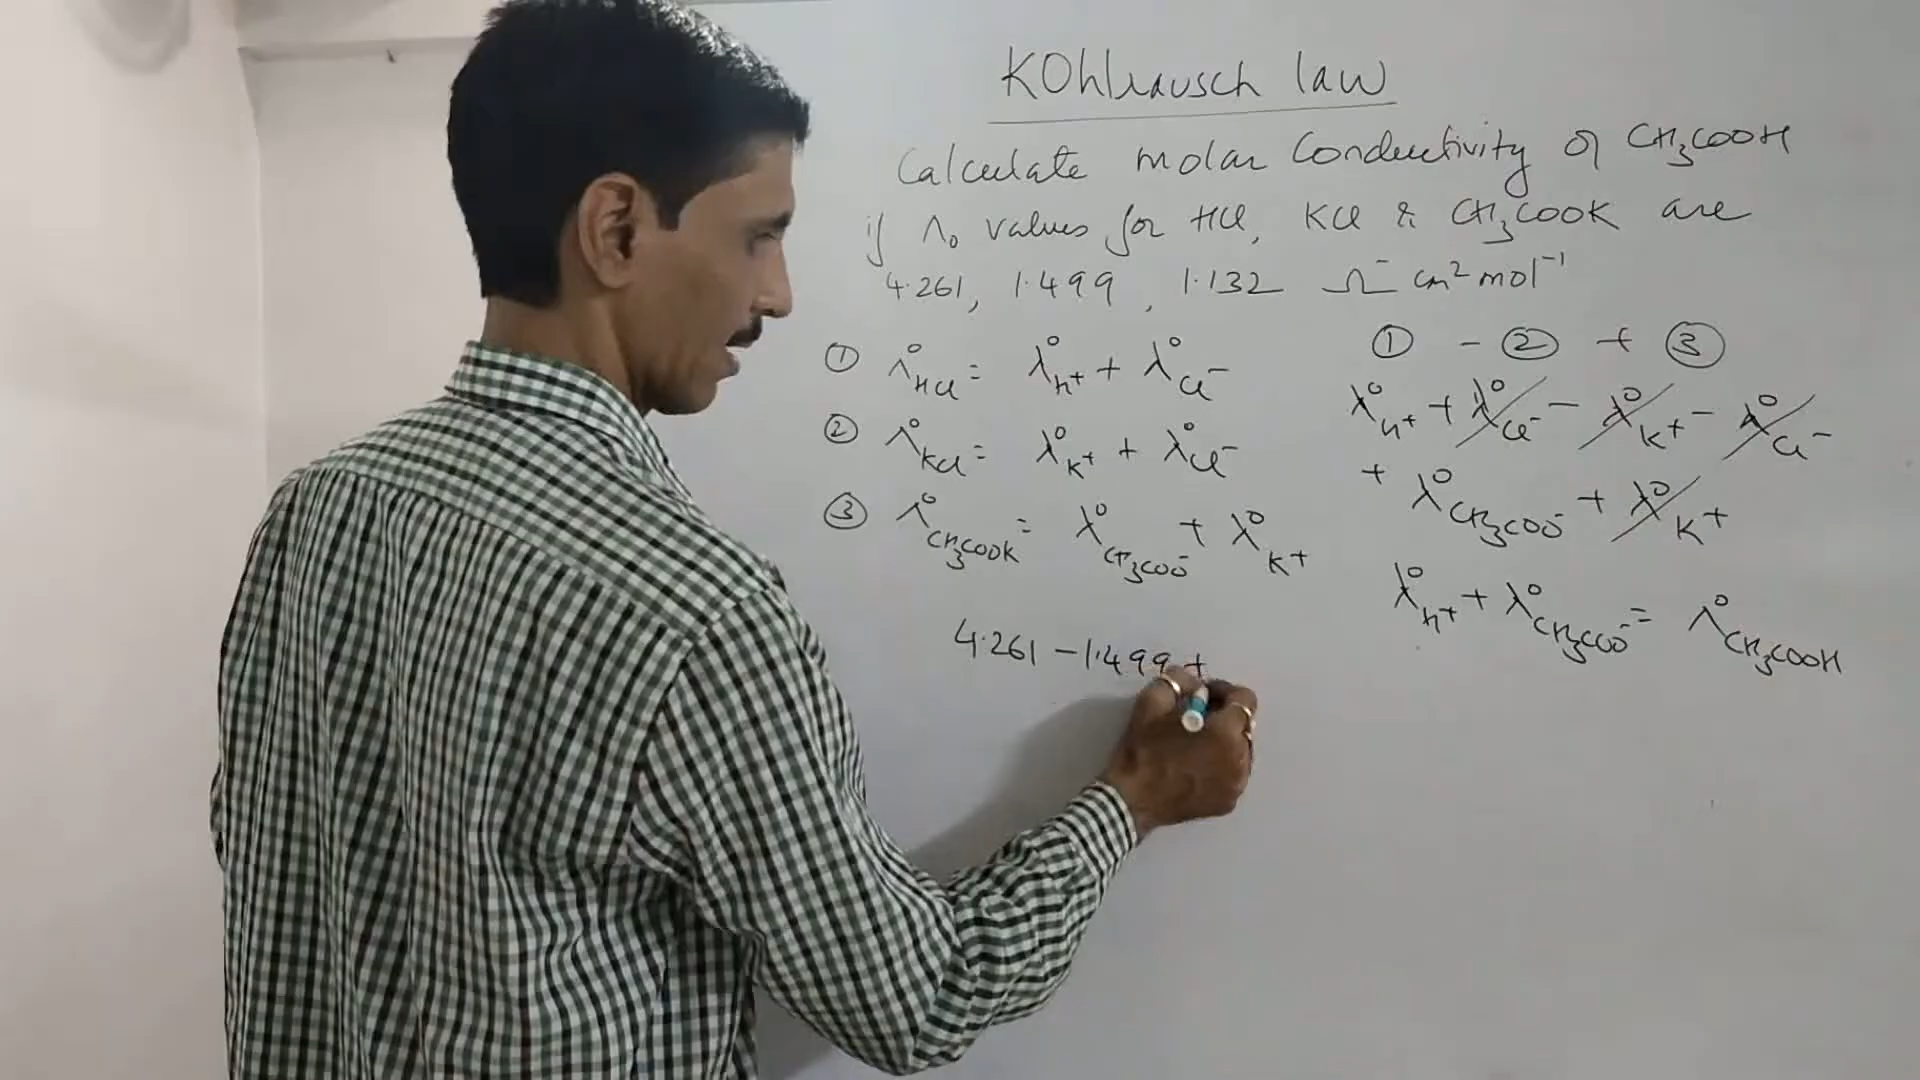 KOhlrausch law
Calculate molar Conductivity of CH₃COOH
if Λ₀ values for HCl, KCl & CH₃COOK are
4.261, 1.499, 1.132 Ω⁻ cm² mol⁻¹
① Λ°HCl = λ°H⁺ + λ°Cl⁻
② Λ°KCl = λ°K⁺ + λ°Cl⁻
③ Λ°CH₃COOK = λ°CH₃COO⁻ + λ°K⁺
4.261 - 1.499 +
① - ② + ③
λ°H⁺ + λ°Cl⁻ - λ°K⁺ - λ°Cl⁻
+ λ°CH₃COO⁻ + λ°K⁺
λ°H⁺ + λ°CH₃COO⁻ = Λ°CH₃COOH